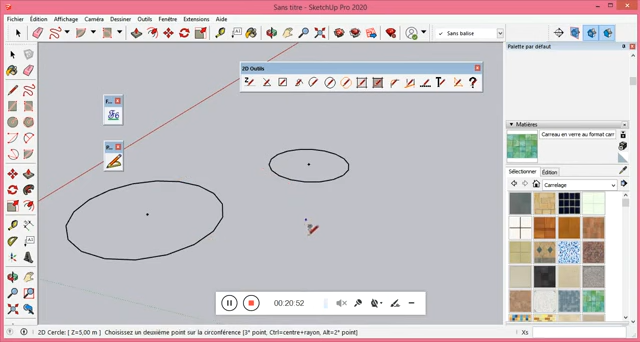 Sans titre - SketchUp Pro 2020
Fichier Édition Affichage Caméra Dessiner Outils Fenêtre Extensions Aide
Sans balise
Palette par défaut
2D Outils
F...
R...
Matières
Carreau en verre au format carr
Sélectionner Édition
Carrelage
00:20:52
2D Cercle: [ Z=5,00 m ] Choisissez un deuxième point sur la circonférence [3° point, Ctrl=centre+rayon, Alt=2° point]
Xs